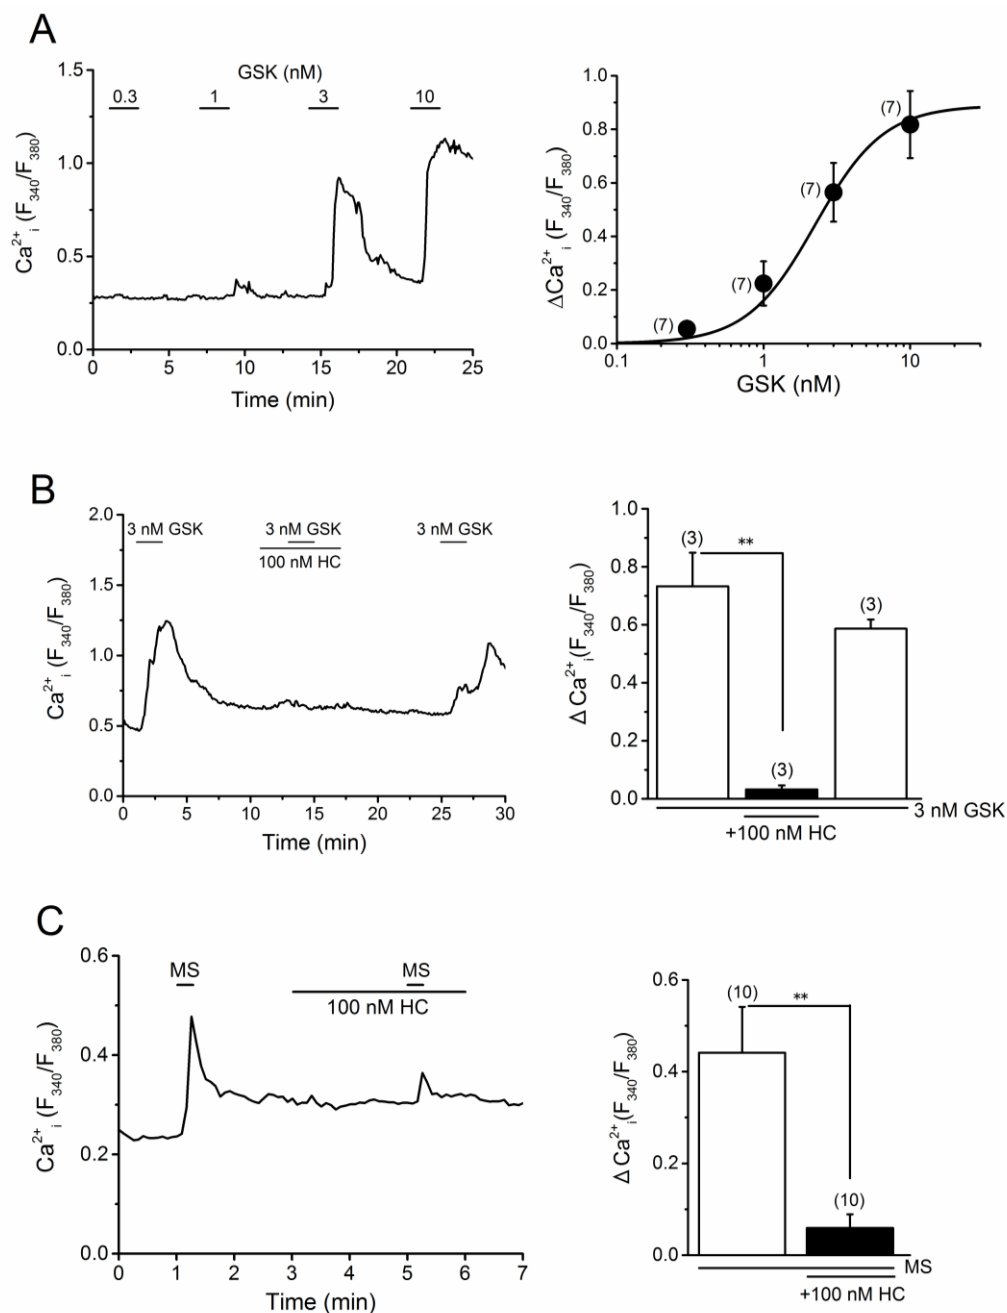 A
GSK (nM)
0.3 1 3 10
1.5
1.0
0.5
0.0
Ca²⁺ᵢ (F₃₄₀/F₃₈₀)
0 5 10 15 20 25
Time (min)
1.0
0.8
0.6
0.4
0.2
0.0
ΔCa²⁺ᵢ (F₃₄₀/F₃₈₀)
(7)
(7)
(7)
(7)
0.1 1 10
GSK (nM)
B
2.0
1.5
1.0
0.5
0.0
Ca²⁺ᵢ (F₃₄₀/F₃₈₀)
3 nM GSK 3 nM GSK 3 nM GSK
100 nM HC
0 5 10 15 20 25 30
Time (min)
1.0
0.8
0.6
0.4
0.2
0.0
Δ Ca²⁺ᵢ(F₃₄₀/F₃₈₀)
(3) ** (3)
(3)
3 nM GSK
+100 nM HC
C
0.6
0.4
0.2
0.0
Ca²⁺ᵢ (F₃₄₀/F₃₈₀)
MS MS
100 nM HC
0 1 2 3 4 5 6 7
Time (min)
0.6
0.4
0.2
0.0
Δ Ca²⁺ᵢ(F₃₄₀/F₃₈₀)
(10) **
(10)
MS
+100 nM HC